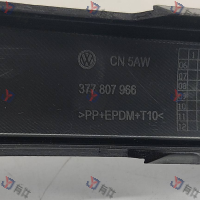 CN 5AW
377 807 966
>PP+EPDM+T10<